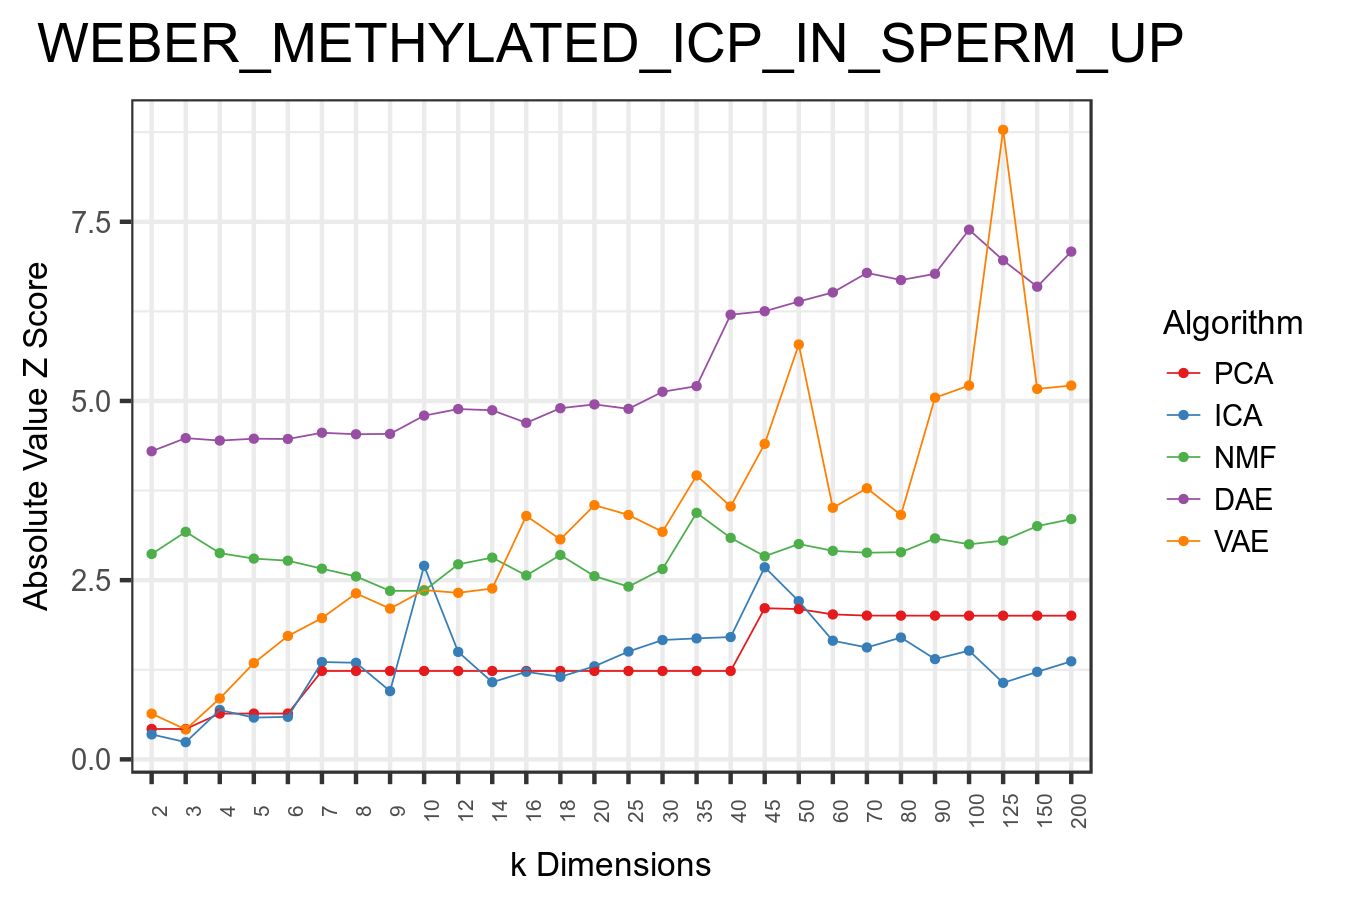 WEBER_METHYLATED_ICP_IN_SPERM_UP
Absolute Value Z Score
7.5
5.0
2.5
0.0
2 3 4 5 6 7 8 9 10 12 14 16 18 20 25 30 35 40 45 50 60 70 80 90 100 125 150 200
k Dimensions
Algorithm
PCA
ICA
NMF
DAE
VAE